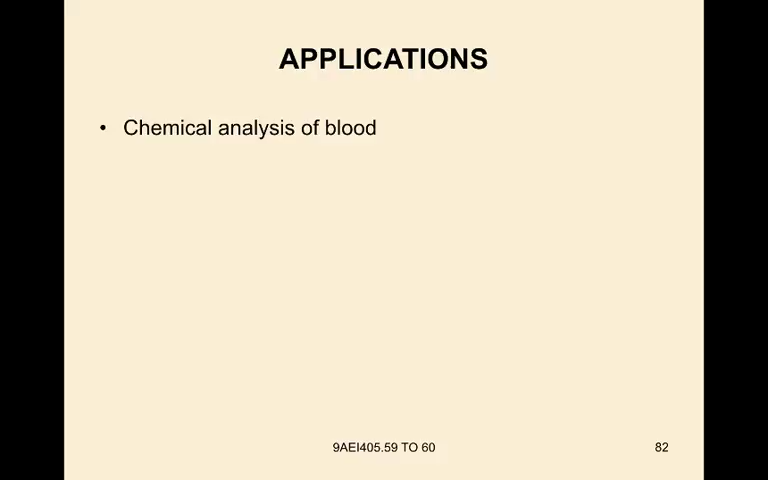 APPLICATIONS
• Chemical analysis of blood
9AEI405.59 TO 60
82